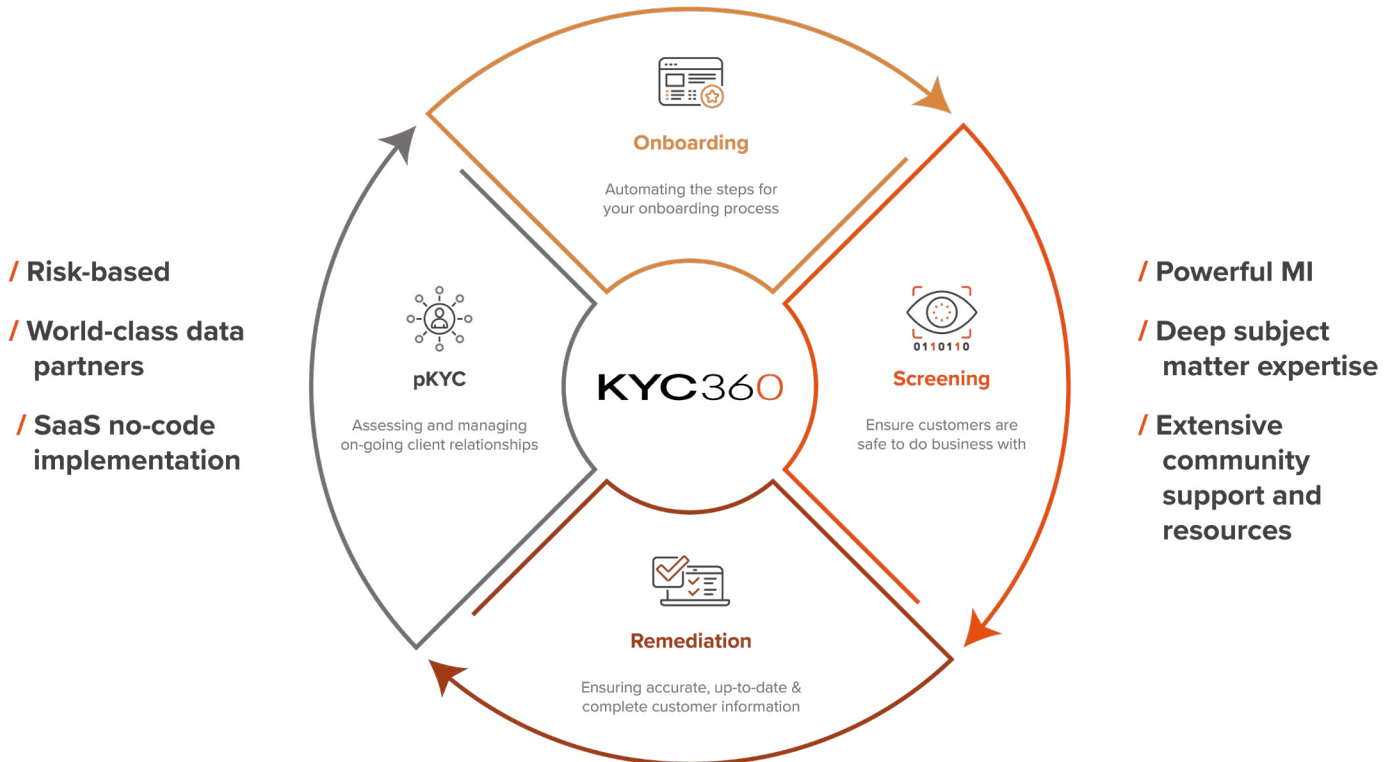 Onboarding
Automating the steps for
your onboarding process
/ Risk-based
/ World-class data
partners
/ SaaS no-code
implementation
pKYC
Assessing and managing
on-going client relationships
KYC360
0110110
Screening
Ensure customers are
safe to do business with
/ Powerful MI
/ Deep subject
matter expertise
/ Extensive
community
support and
resources
Remediation
Ensuring accurate, up-to-date &
complete customer information